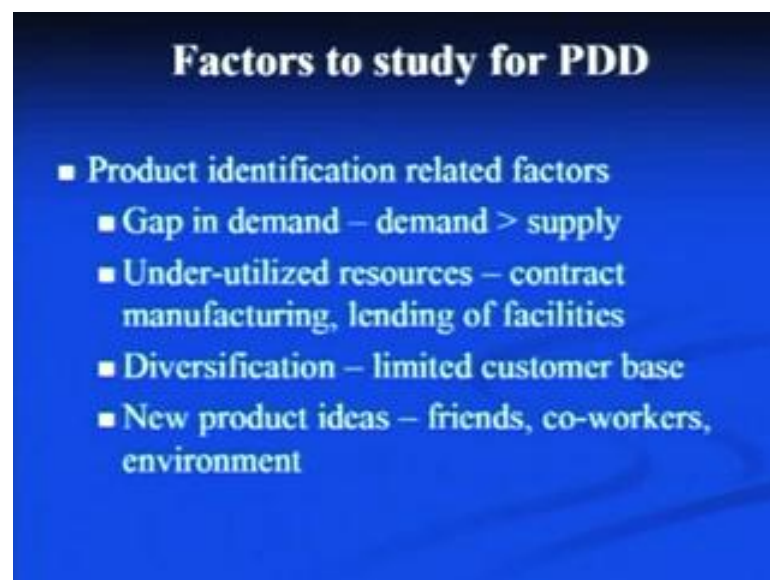 Factors to study for PDD
■ Product identification related factors
■ Gap in demand – demand > supply
■ Under-utilized resources – contract
manufacturing, lending of facilities
■ Diversification – limited customer base
■ New product ideas – friends, co-workers,
environment